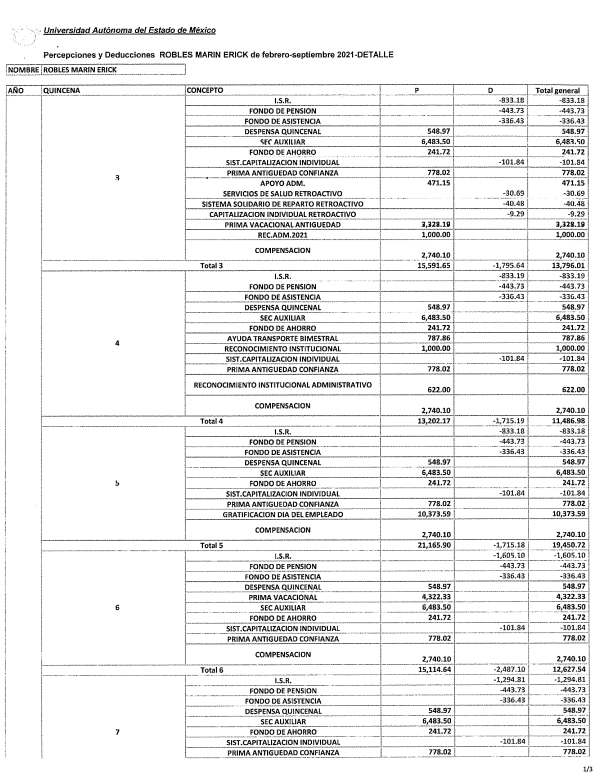 Universidad Autónoma del Estado de México
Percepciones y Deducciones ROBLES MARIN ERICK de febrero-septiembre 2021-DETALLE
NOMBRE ROBLES MARIN ERICK
AÑO QUINCENA CONCEPTO P D Total general
I.S.R. -833.18 -833.18
FONDO DE PENSION -443.73 -443.73
FONDO DE ASISTENCIA -336.43 -336.43
DESPENSA QUINCENAL 548.97 548.97
SEC AUXILIAR 6,483.50 6,483.50
FONDO DE AHORRO 241.72 241.72
SIST.CAPITALIZACION INDIVIDUAL -101.84 -101.84
3 PRIMA ANTIGUEDAD CONFIANZA 778.02 778.02
APOYO ADM. 471.15 471.15
SERVICIOS DE SALUD RETROACTIVO -30.69 -30.69
SISTEMA SOLIDARIO DE REPARTO RETROACTIVO -40.48 -40.48
CAPITALIZACION INDIVIDUAL RETROACTIVO -9.29 -9.29
PRIMA VACACIONAL ANTIGUEDAD 3,328.19 3,328.19
REC.ADM.2021 1,000.00 1,000.00
COMPENSACION 2,740.10 2,740.10
Total 3 15,591.65 -1,795.64 13,796.01
I.S.R. -833.19 -833.19
FONDO DE PENSION -443.73 -443.73
FONDO DE ASISTENCIA -336.43 -336.43
DESPENSA QUINCENAL 548.97 548.97
SEC AUXILIAR 6,483.50 6,483.50
FONDO DE AHORRO 241.72 241.72
AYUDA TRANSPORTE BIMESTRAL 787.86 787.86
4 RECONOCIMIENTO INSTITUCIONAL 1,000.00 1,000.00
SIST.CAPITALIZACION INDIVIDUAL -101.84 -101.84
PRIMA ANTIGUEDAD CONFIANZA 778.02 778.02
RECONOCIMIENTO INSTITUCIONAL ADMINISTRATIVO 622.00 622.00
COMPENSACION 2,740.10 2,740.10
Total 4 13,202.17 -1,715.19 11,486.98
I.S.R. -833.18 -833.18
FONDO DE PENSION -443.73 -443.73
FONDO DE ASISTENCIA -336.43 -336.43
DESPENSA QUINCENAL 548.97 548.97
SEC AUXILIAR 6,483.50 6,483.50
5 FONDO DE AHORRO 241.72 241.72
SIST.CAPITALIZACION INDIVIDUAL -101.84 -101.84
PRIMA ANTIGUEDAD CONFIANZA 778.02 778.02
GRATIFICACION DIA DEL EMPLEADO 10,373.59 10,373.59
COMPENSACION 2,740.10 2,740.10
Total 5 21,165.90 -1,715.18 19,450.72
I.S.R. -1,605.10 -1,605.10
FONDO DE PENSION -443.73 -443.73
FONDO DE ASISTENCIA -336.43 -336.43
DESPENSA QUINCENAL 548.97 548.97
PRIMA VACACIONAL 4,322.33 4,322.33
6 SEC AUXILIAR 6,483.50 6,483.50
FONDO DE AHORRO 241.72 241.72
SIST.CAPITALIZACION INDIVIDUAL -101.84 -101.84
PRIMA ANTIGUEDAD CONFIANZA 778.02 778.02
COMPENSACION 2,740.10 2,740.10
Total 6 15,114.64 -2,487.10 12,627.54
I.S.R. -1,294.81 -1,294.81
FONDO DE PENSION -443.73 -443.73
FONDO DE ASISTENCIA -336.43 -336.43
DESPENSA QUINCENAL 548.97 548.97
SEC AUXILIAR 6,483.50 6,483.50
7 FONDO DE AHORRO 241.72 241.72
SIST.CAPITALIZACION INDIVIDUAL -101.84 -101.84
PRIMA ANTIGUEDAD CONFIANZA 778.02 778.02
1/3